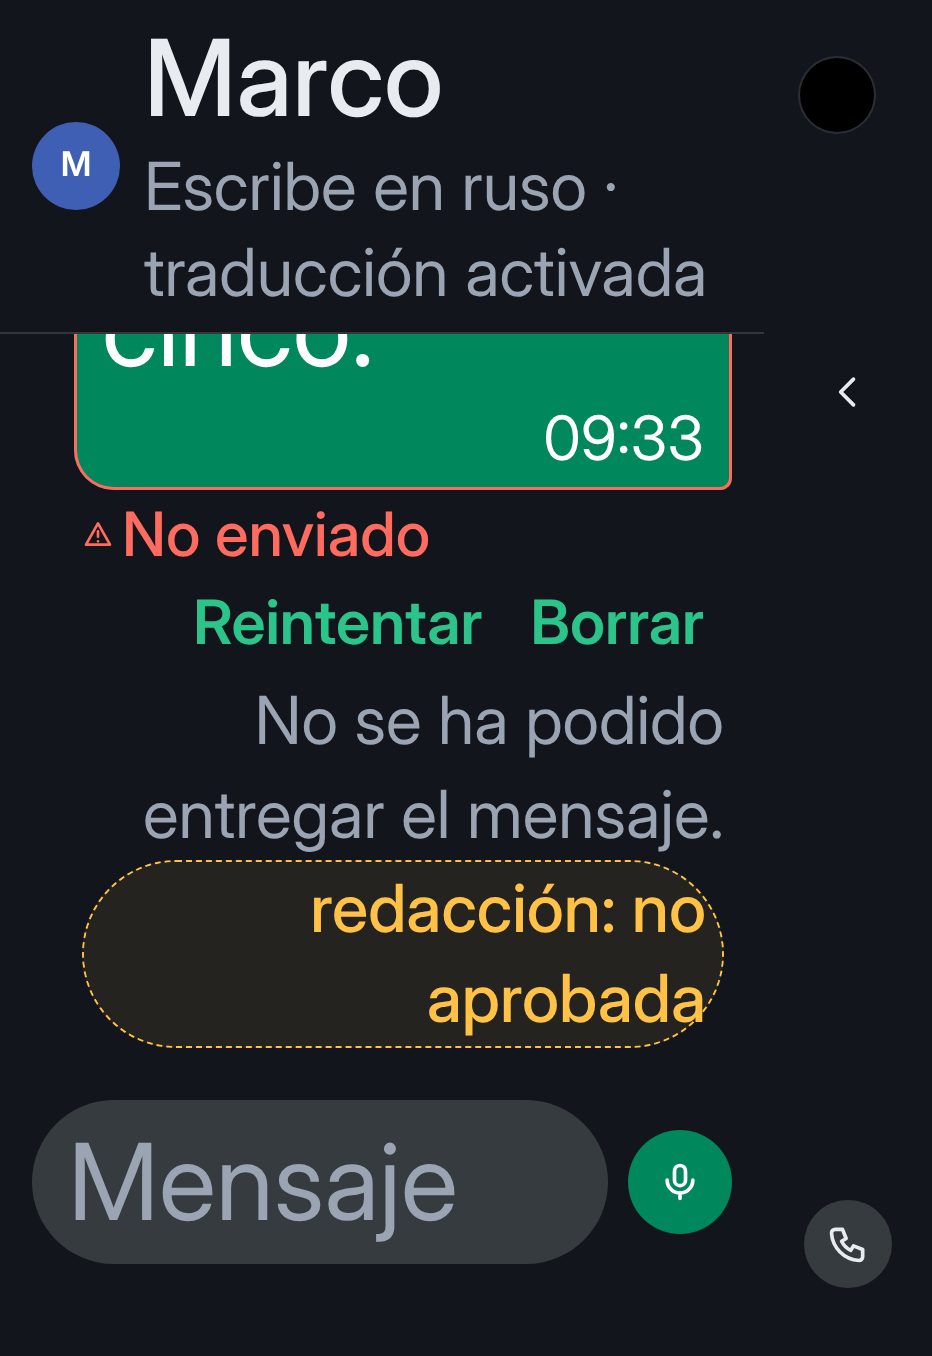 Marco
M
Escribe en ruso ·
traducción activada
cinco.
09:33
No enviado
Reintentar Borrar
No se ha podido
entregar el mensaje.
redacción: no
aprobada
Mensaje